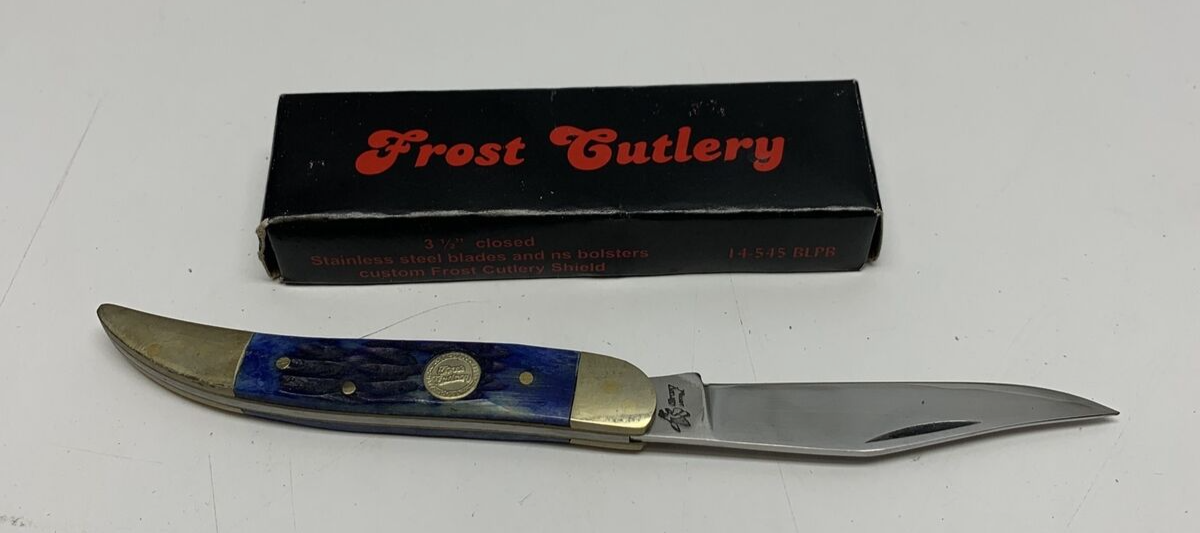 Frost Cutlery
3 ½" closed
Stainless steel blades and ns bolsters
custom Frost Cutlery Shield
14-545 BLPR